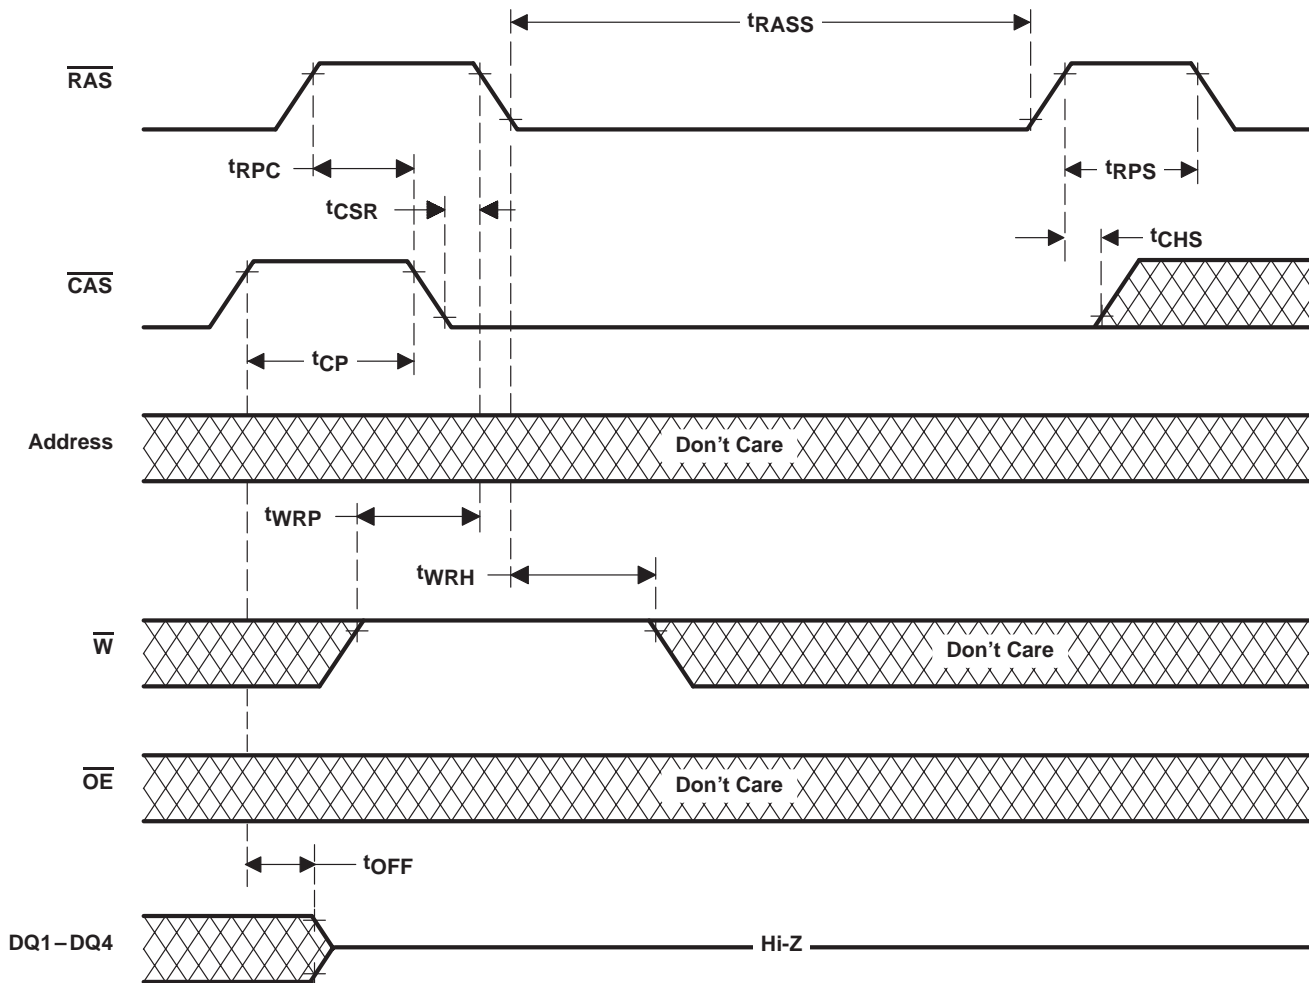 tRASS
RAS
tRPC
tRPS
tCSR
tCHS
CAS
tCP
Address
Don't Care
tWRP
tWRH
W
Don't Care
OE
Don't Care
tOFF
DQ1–DQ4
Hi-Z